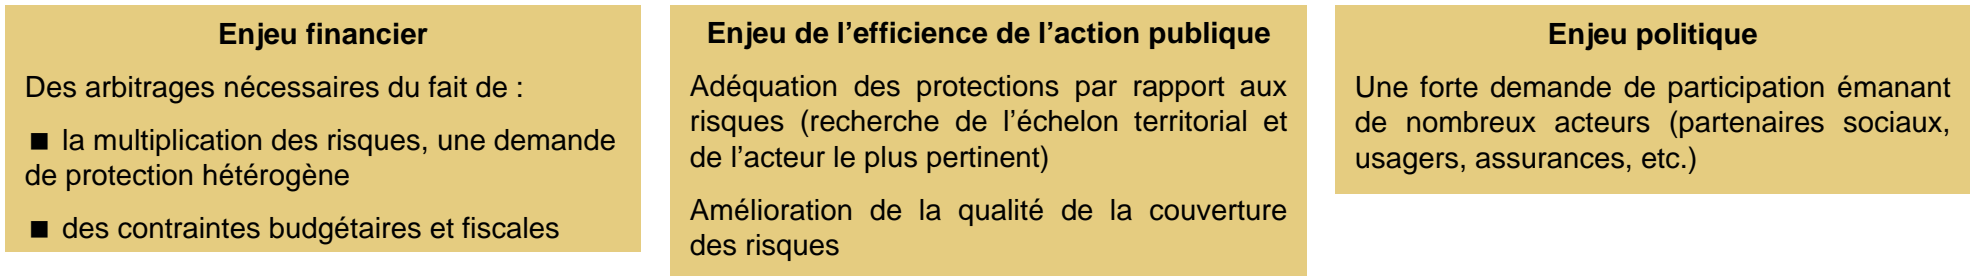 Enjeu financier
Des arbitrages nécessaires du fait de :
■ la multiplication des risques, une demande
de protection hétérogène
■ des contraintes budgétaires et fiscales
Enjeu de l’efficience de l’action publique
Adéquation des protections par rapport aux
risques (recherche de l’échelon territorial et
de l’acteur le plus pertinent)
Amélioration de la qualité de la couverture
des risques
Enjeu politique
Une forte demande de participation émanant
de nombreux acteurs (partenaires sociaux,
usagers, assurances, etc.)